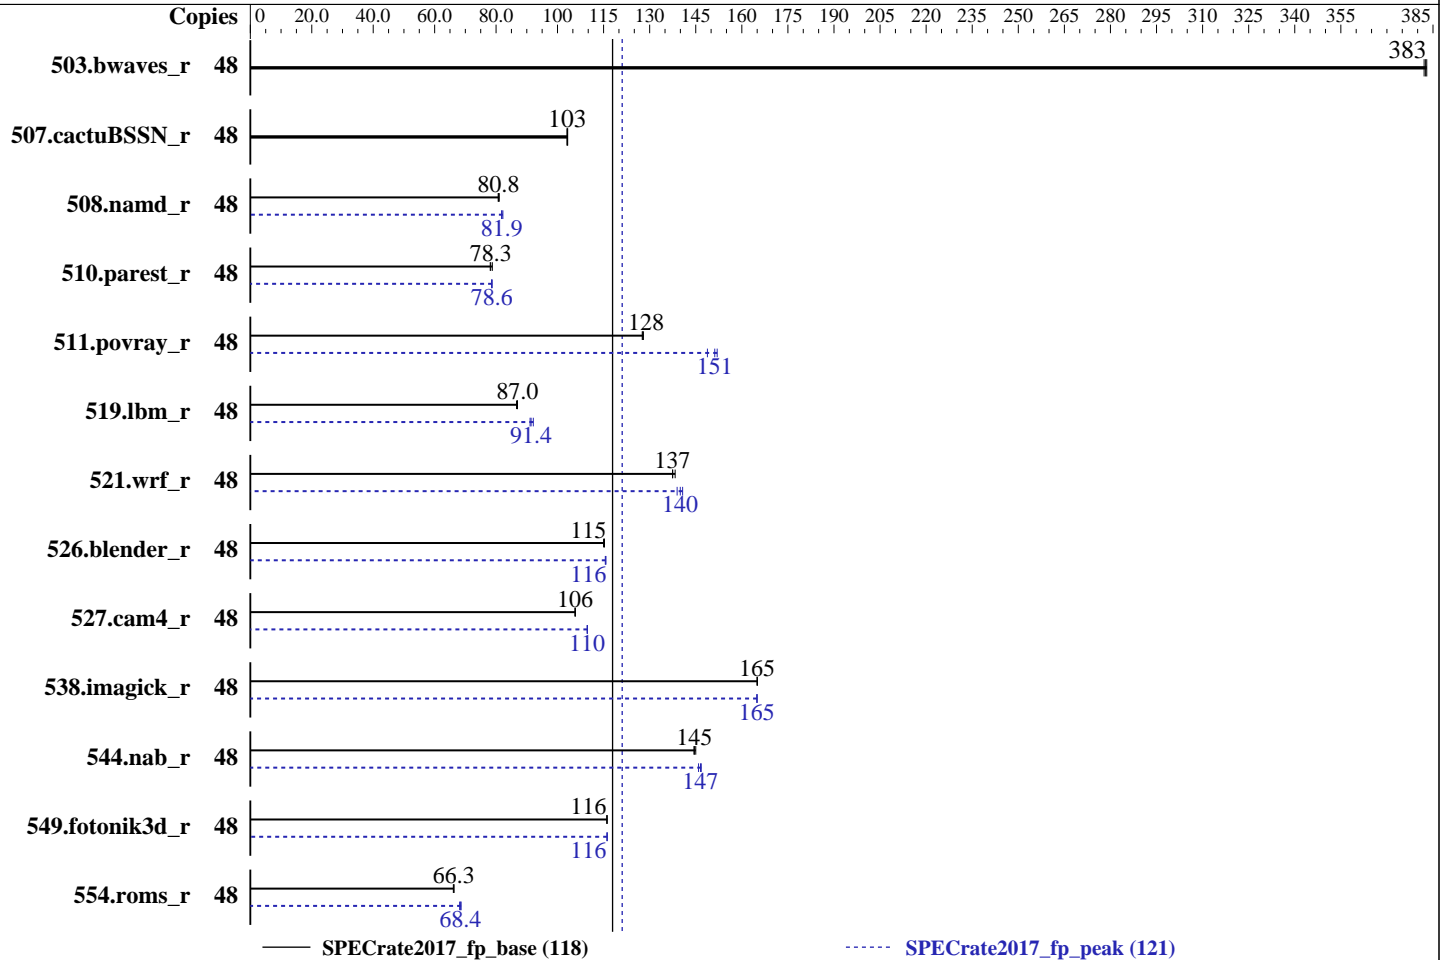 Copies 0 20.0 40.0 60.0 80.0 100 115 130 145 160 175 190 205 220 235 250 265 280 295 310 325 340 355 385
503.bwaves_r 48 383
507.cactuBSSN_r 48 103
508.namd_r 48 80.8
81.9
510.parest_r 48 78.3
78.6
511.povray_r 48 128
151
519.lbm_r 48 87.0
91.4
521.wrf_r 48 137
140
526.blender_r 48 115
116
527.cam4_r 48 106
110
538.imagick_r 48 165
165
544.nab_r 48 145
147
549.fotonik3d_r 48 116
116
554.roms_r 48 66.3
68.4
SPECrate2017_fp_base (118) SPECrate2017_fp_peak (121)